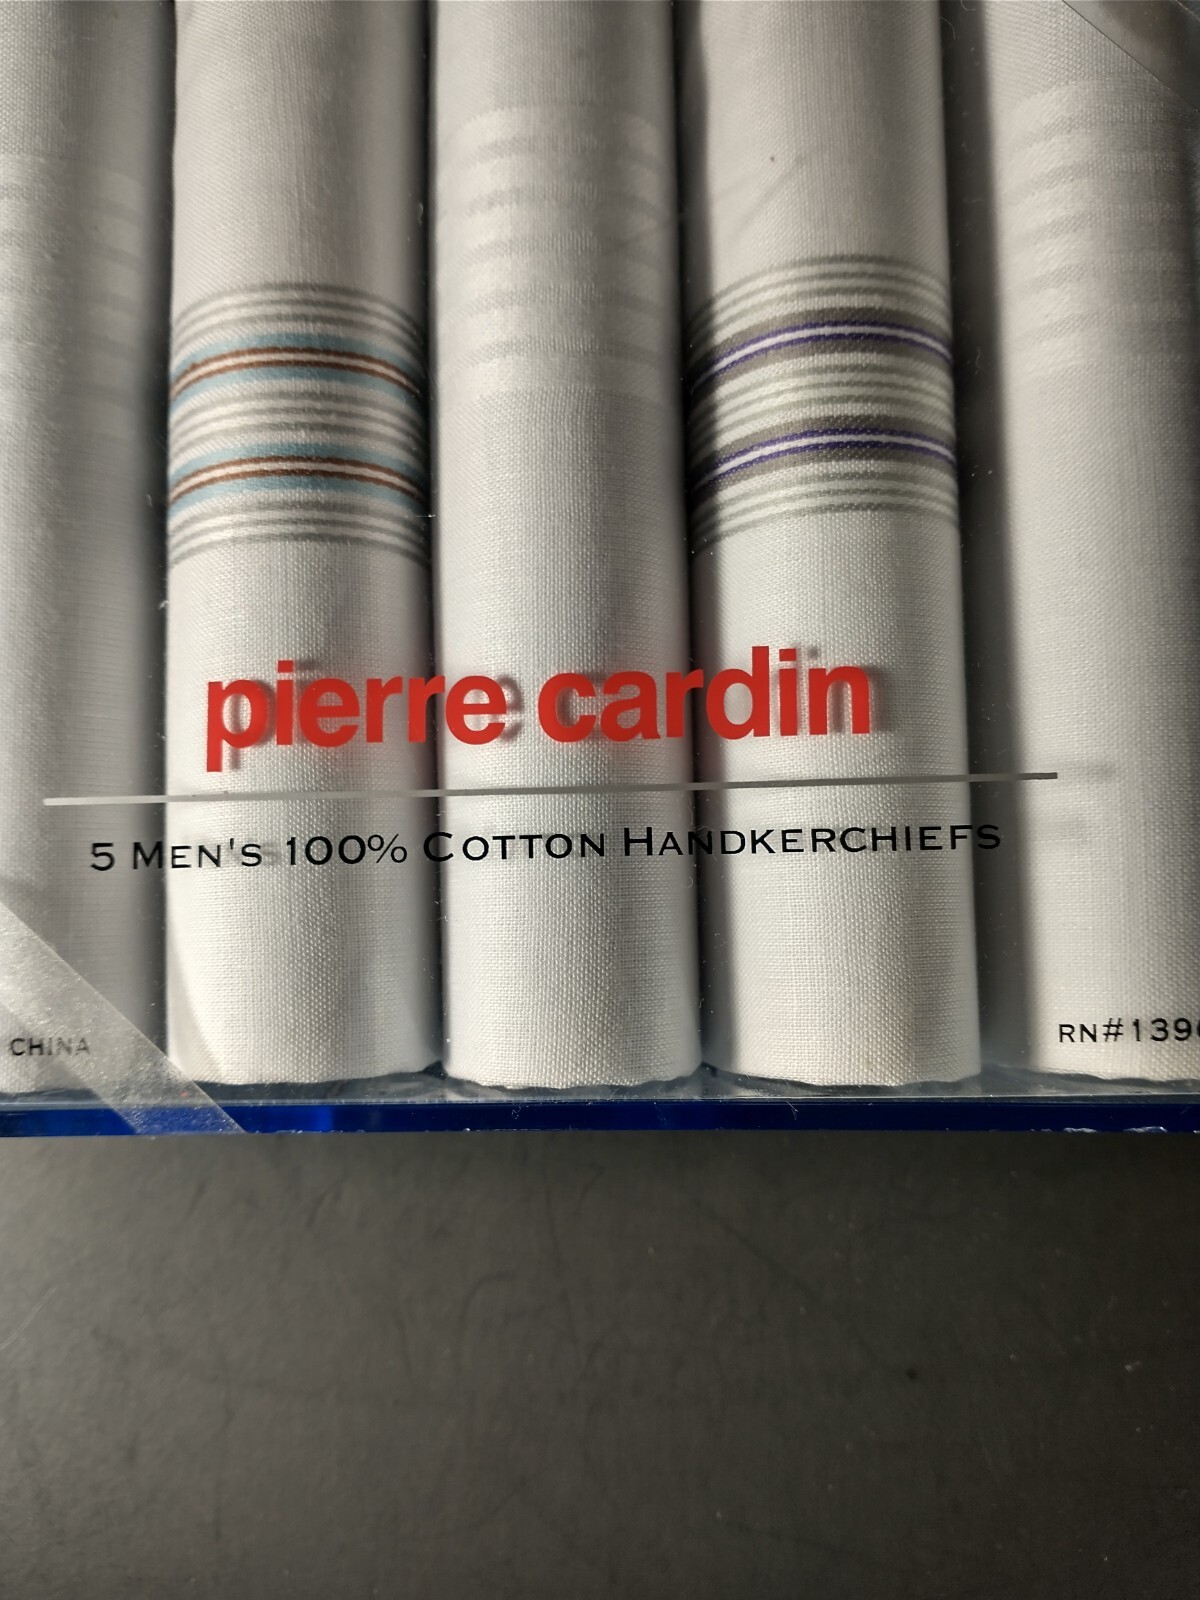 pierre cardin
5 MEN'S 100% COTTON HANDKERCHIEFS
CHINA
RN#139